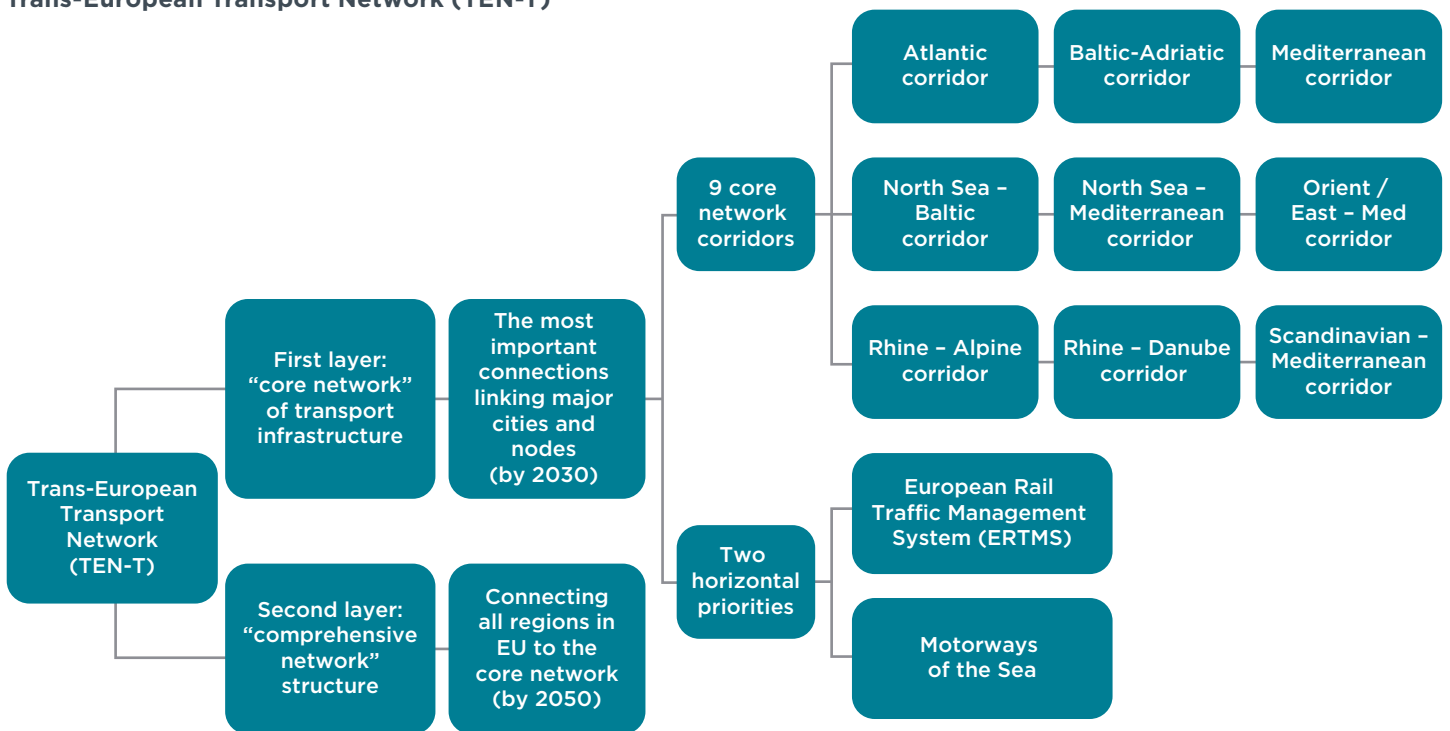 Trans-European Transport Network (TEN-T)
Atlantic
corridor
Baltic-Adriatic
corridor
Mediterranean
corridor
9 core
network
corridors
North Sea –
Baltic
corridor
North Sea –
Mediterranean
corridor
Orient /
East – Med
corridor
Rhine – Alpine
corridor
Rhine – Danube
corridor
Scandinavian –
Mediterranean
corridor
First layer:
“core network”
of transport
infrastructure
The most
important
connections
linking major
cities and
nodes
(by 2030)
Trans-European
Transport
Network
(TEN-T)
European Rail
Traffic Management
System (ERTMS)
Two
horizontal
priorities
Second layer:
“comprehensive
network”
structure
Connecting
all regions in
EU to the
core network
(by 2050)
Motorways
of the Sea